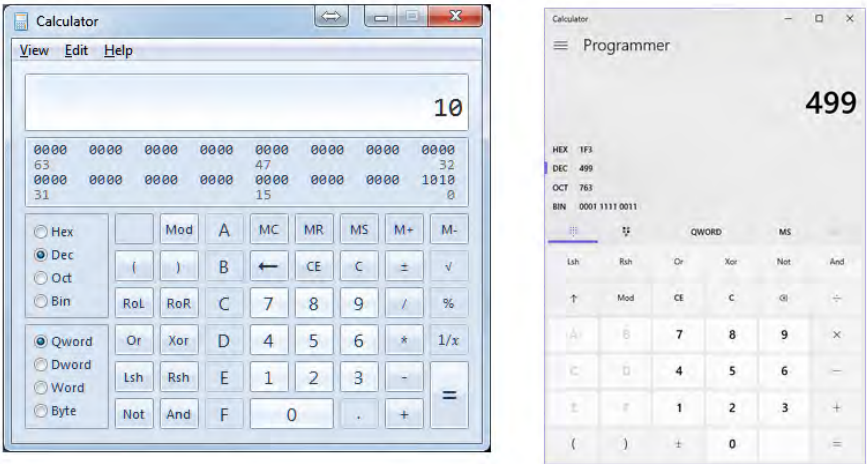 Calculator
View Edit Help
10
0000 0000 0000 0000 0000 0000 0000 0000
63 47 32
0000 0000 0000 0000 0000 0000 0000 1010
31 15 0
Hex
Dec
Oct
Bin
Qword
Dword
Word
Byte
Mod A MC MR MS M+ M-
( ) B ← CE C ± √
RoL RoR C 7 8 9 / %
Or Xor D 4 5 6 * 1/x
Lsh Rsh E 1 2 3 - =
Not And F 0 . +
Calculator
Programmer
499
HEX 1F3
DEC 499
OCT 763
BIN 0001 1111 0011
QWORD MS
Lsh Rsh Or Xor Not And
↑ Mod CE C ÷
A B 7 8 9 ×
C D 4 5 6 −
E F 1 2 3 +
( ) ± 0 =